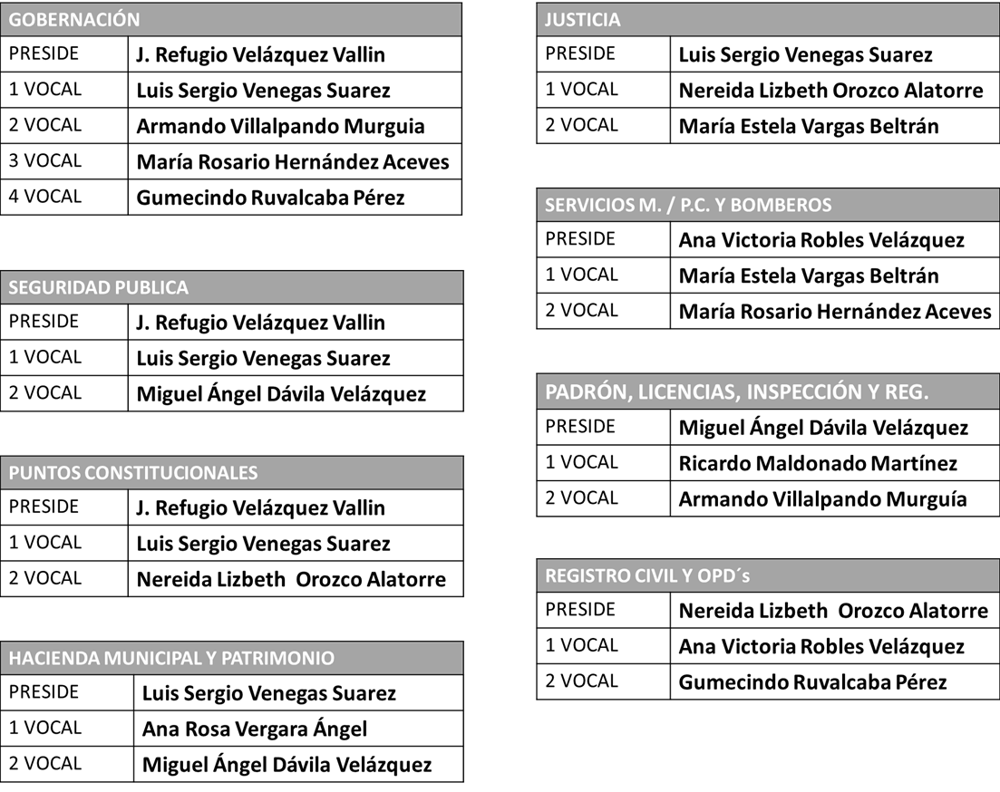 GOBERNACIÓN
PRESIDE J. Refugio Velázquez Vallin
1 VOCAL Luis Sergio Venegas Suarez
2 VOCAL Armando Villalpando Murguia
3 VOCAL María Rosario Hernández Aceves
4 VOCAL Gumecindo Ruvalcaba Pérez
SEGURIDAD PUBLICA
PRESIDE J. Refugio Velázquez Vallin
1 VOCAL Luis Sergio Venegas Suarez
2 VOCAL Miguel Ángel Dávila Velázquez
PUNTOS CONSTITUCIONALES
PRESIDE J. Refugio Velázquez Vallin
1 VOCAL Luis Sergio Venegas Suarez
2 VOCAL Nereida Lizbeth Orozco Alatorre
HACIENDA MUNICIPAL Y PATRIMONIO
PRESIDE Luis Sergio Venegas Suarez
1 VOCAL Ana Rosa Vergara Ángel
2 VOCAL Miguel Ángel Dávila Velázquez
JUSTICIA
PRESIDE Luis Sergio Venegas Suarez
1 VOCAL Nereida Lizbeth Orozco Alatorre
2 VOCAL María Estela Vargas Beltrán
SERVICIOS M. / P.C. Y BOMBEROS
PRESIDE Ana Victoria Robles Velázquez
1 VOCAL María Estela Vargas Beltrán
2 VOCAL María Rosario Hernández Aceves
PADRÓN, LICENCIAS, INSPECCIÓN Y REG.
PRESIDE Miguel Ángel Dávila Velázquez
1 VOCAL Ricardo Maldonado Martínez
2 VOCAL Armando Villalpando Murguía
REGISTRO CIVIL Y OPD´s
PRESIDE Nereida Lizbeth Orozco Alatorre
1 VOCAL Ana Victoria Robles Velázquez
2 VOCAL Gumecindo Ruvalcaba Pérez